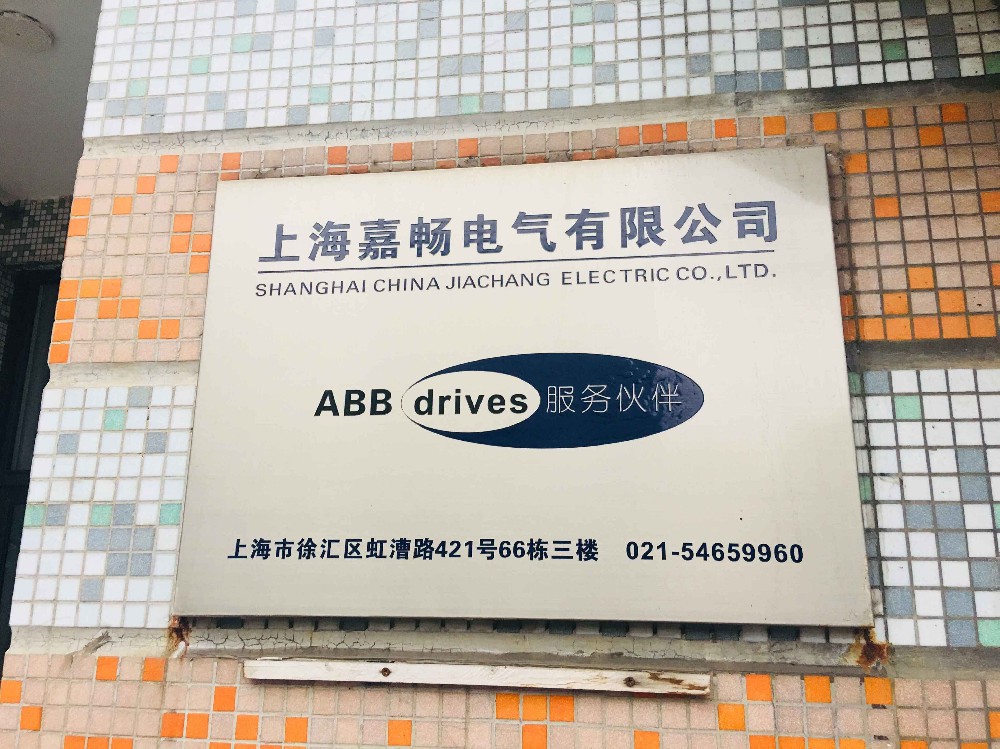 上海嘉畅电气有限公司
SHANGHAI CHINA JIACHANG ELECTRIC CO.,LTD.
ABB drives 服务伙伴
上海市徐汇区虹漕路421号66栋三楼 021-54659960